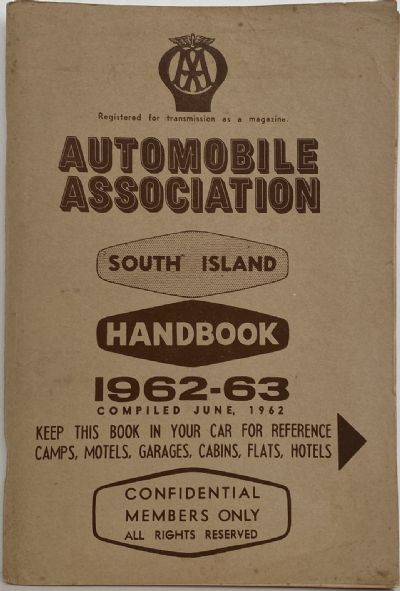 AA
Registered for transmission as a magazine.
AUTOMOBILE
ASSOCIATION
SOUTH ISLAND
HANDBOOK
1962-63
COMPILED JUNE, 1962
KEEP THIS BOOK IN YOUR CAR FOR REFERENCE
CAMPS, MOTELS, GARAGES, CABINS, FLATS, HOTELS
CONFIDENTIAL
MEMBERS ONLY
ALL RIGHTS RESERVED